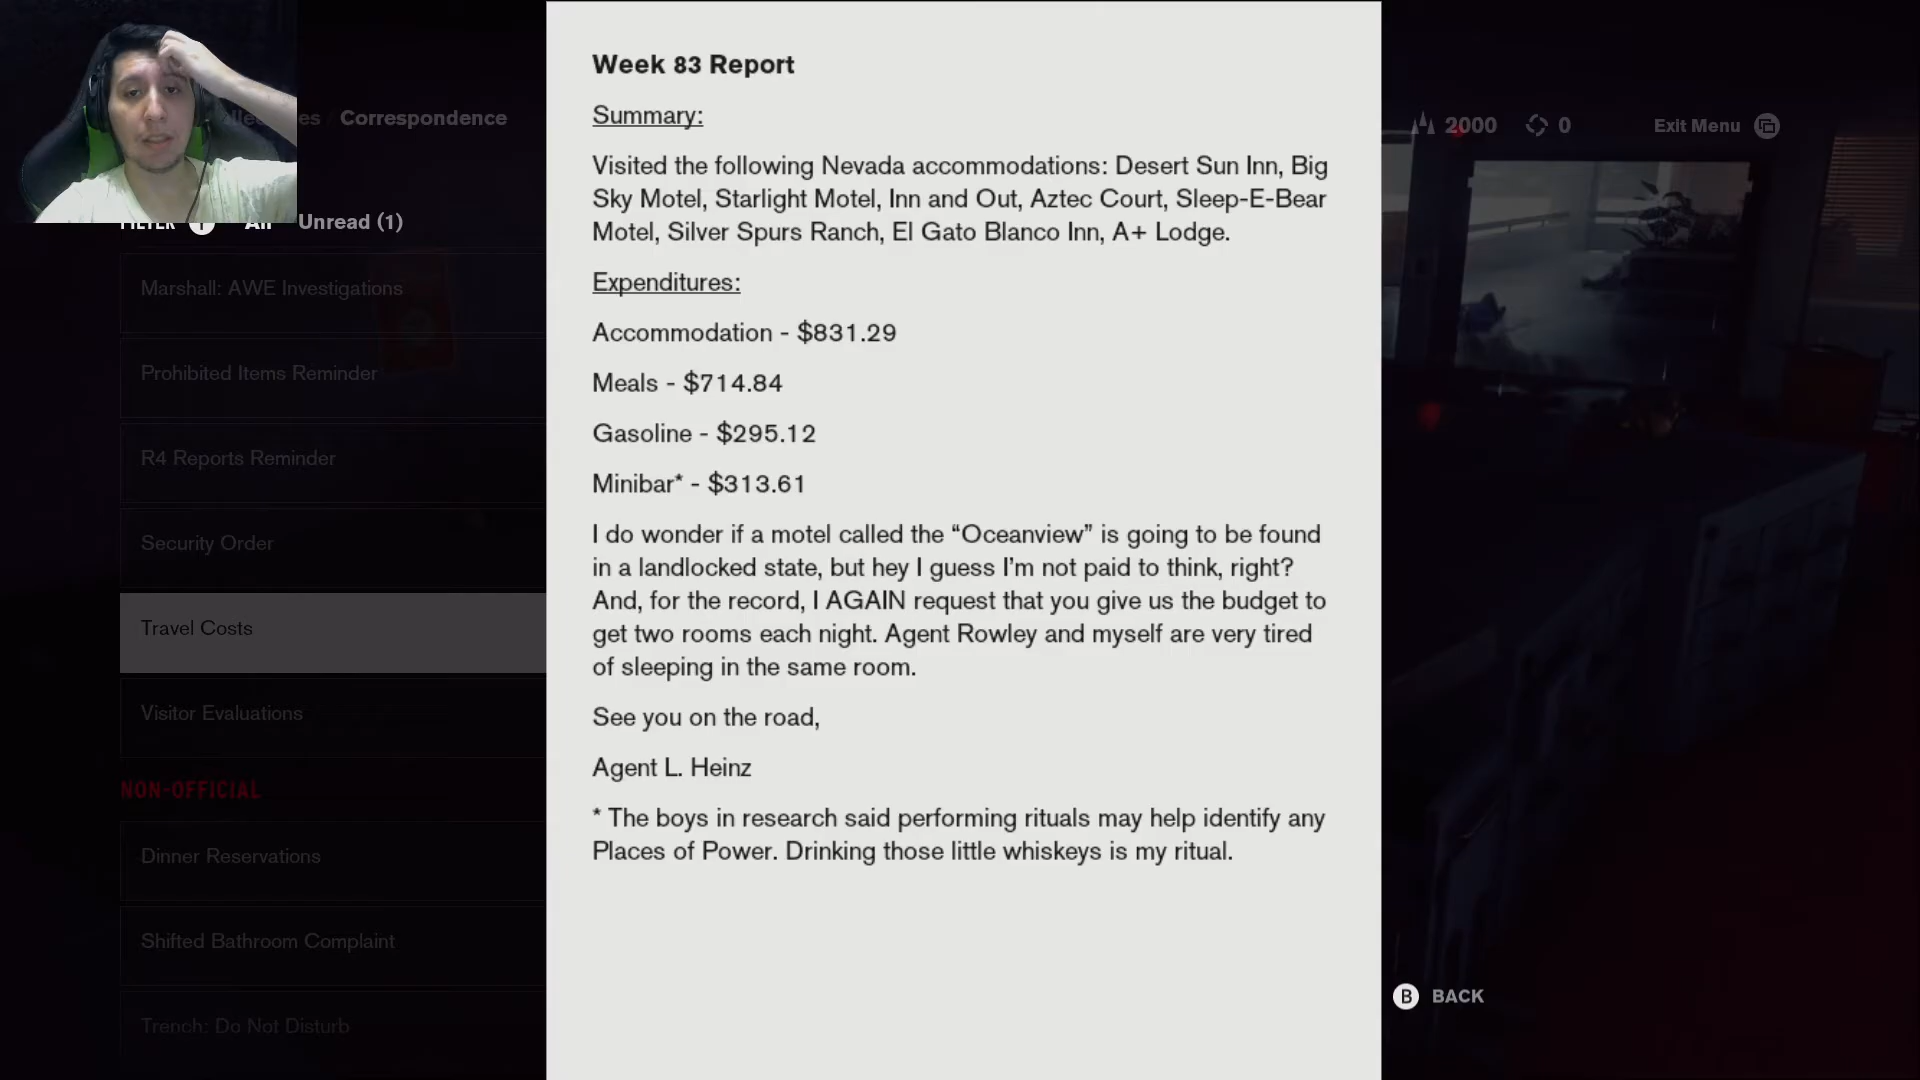 Correspondence
2000
0
Exit Menu
All
Unread (1)
Marshall: AWE Investigations
Prohibited Items Reminder
R4 Reports Reminder
Security Order
Travel Costs
Visitor Evaluations
NON-OFFICIAL
Dinner Reservations
Shifted Bathroom Complaint
Trench: Do Not Disturb
Week 83 Report
Summary:
Visited the following Nevada accommodations: Desert Sun Inn, Big
Sky Motel, Starlight Motel, Inn and Out, Aztec Court, Sleep-E-Bear
Motel, Silver Spurs Ranch, El Gato Blanco Inn, A+ Lodge.
Expenditures:
Accommodation - $831.29
Meals - $714.84
Gasoline - $295.12
Minibar* - $313.61
I do wonder if a motel called the “Oceanview” is going to be found
in a landlocked state, but hey I guess I’m not paid to think, right?
And, for the record, I AGAIN request that you give us the budget to
get two rooms each night. Agent Rowley and myself are very tired
of sleeping in the same room.
See you on the road,
Agent L. Heinz
* The boys in research said performing rituals may help identify any
Places of Power. Drinking those little whiskeys is my ritual.
B BACK